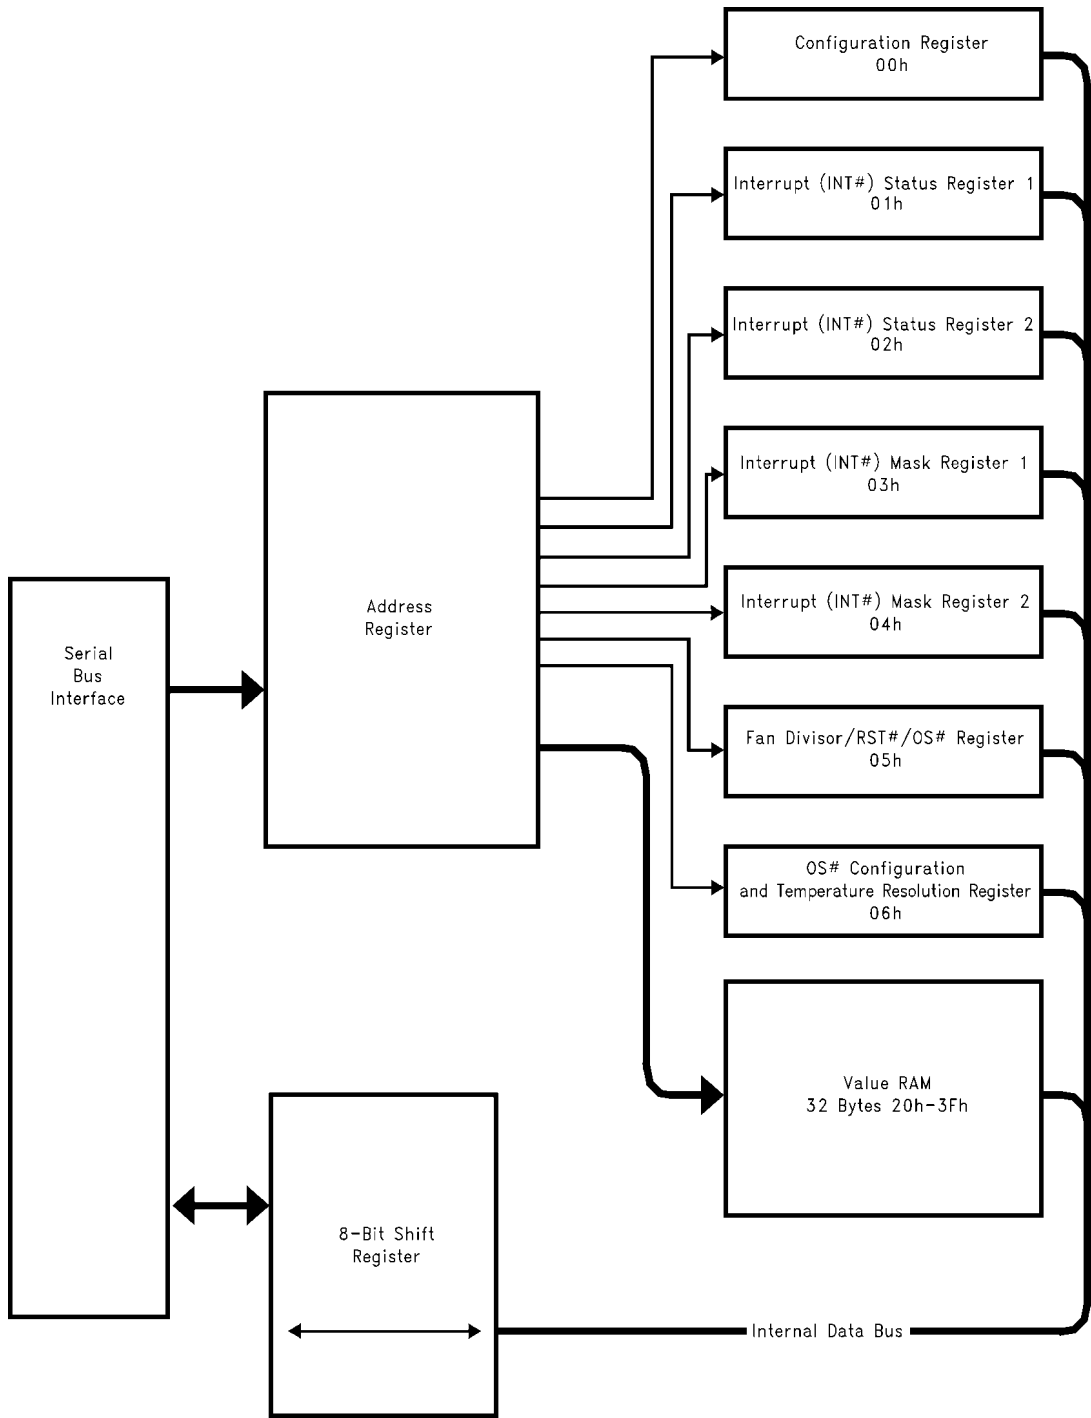 Configuration Register
00h
Interrupt (INT#) Status Register 1
01h
Interrupt (INT#) Status Register 2
02h
Interrupt (INT#) Mask Register 1
03h
Interrupt (INT#) Mask Register 2
04h
Fan Divisor/RST#/OS# Register
05h
OS# Configuration
and Temperature Resolution Register
06h
Value RAM
32 Bytes 20h-3Fh
Address
Register
Serial
Bus
Interface
8-Bit Shift
Register
Internal Data Bus